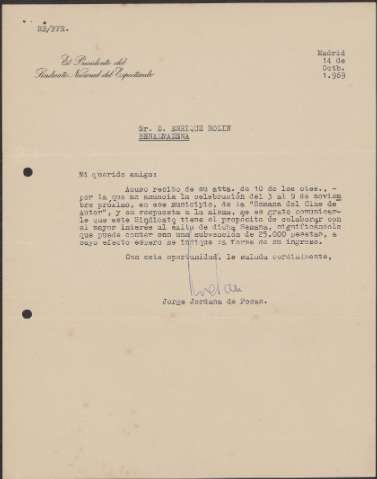 RS/PPZ.
El Presidente del
Sindicato Nacional del Espectáculo
Madrid
14 de
Octb.
1.969
Sr. D. ENRIQUE BOLIN
BENALMADENA
Mi querido amigo:
Acuso recibo de su atta. de 10 de los ctes., -
por la que me anuncia la celebración del 3 al 9 de noviem
bre próximo, en ese municipio, de la "Semana del Cine de
Autor", y en respuesta a la misma, me es grato comunicar-
le que este Sindicato tiene el propósito de colaborar con
el mayor interés al éxito de dicha Semana, significándole
que puede contar con una subvención de 25.000 pesetas, a
cuyo efecto espero me indique la forma de su ingreso.
Con esta oportunidad, le saluda cordialmente,
Jorge Jordana de Pozas.